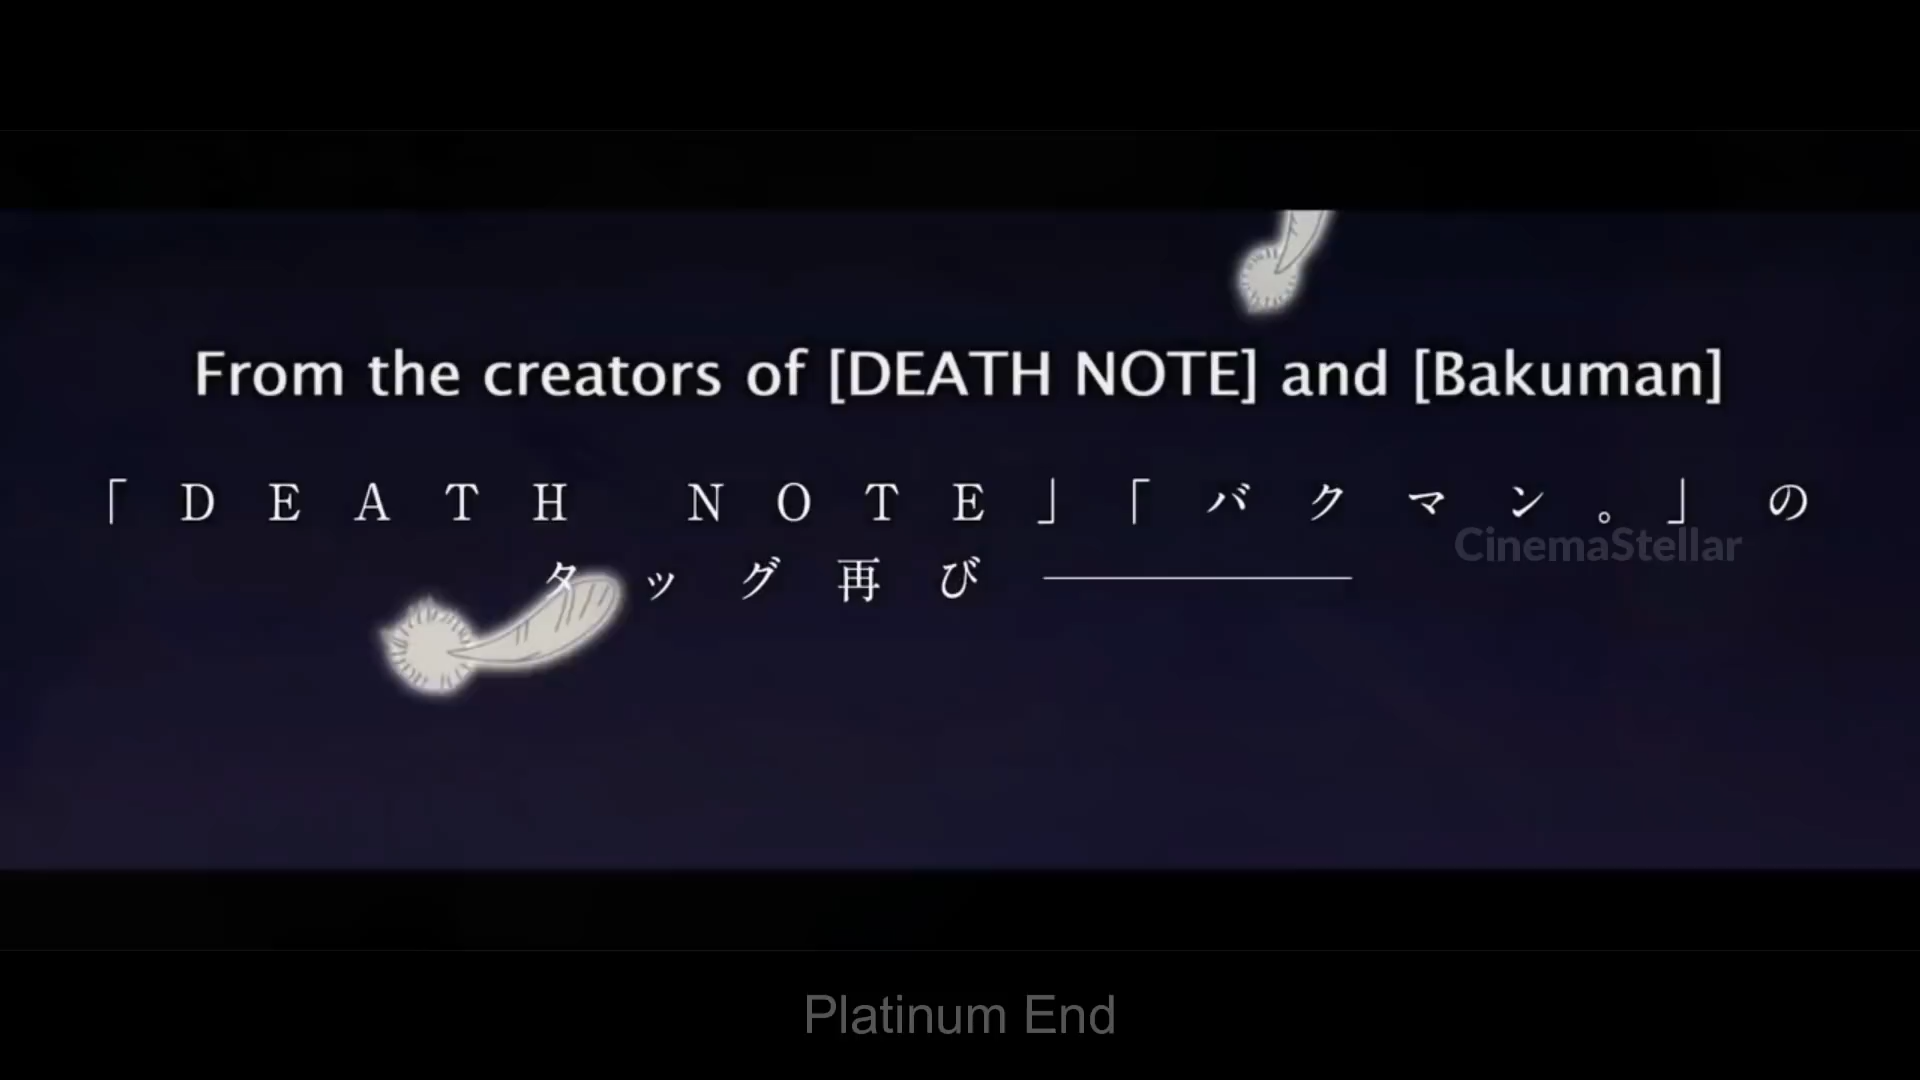 From the creators of [DEATH NOTE] and [Bakuman]
「DEATH NOTE」「バクマン。」の
CinemaStellar
タッグ再び――――
Platinum End